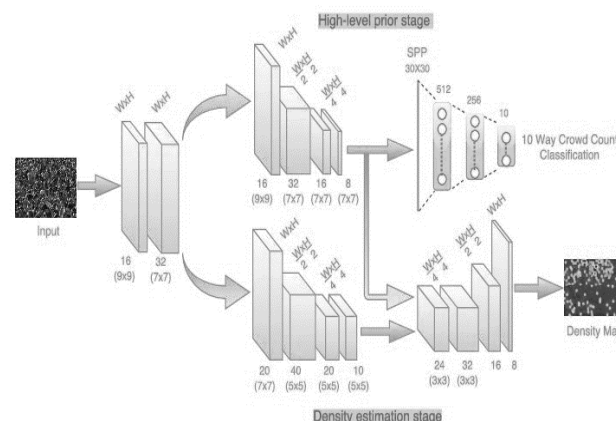 High-level prior stage
WxH
WxH
2 2
WxH
4 4
SPP
30X30
512
256
10
10 Way Crowd Count
Classification
WxH
WxH
16
(9x9)
32
(7x7)
16
(7x7)
8
(7x7)
Input
16
(9x9)
32
(7x7)
WxH
WxH
2 2
WxH
4 4
WxH
4 4
WxH
2 2
WxH
Density Ma
20
(7x7)
40
(5x5)
20
(5x5)
10
(5x5)
24
(3x3)
32
(3x3)
16
8
Density estimation stage